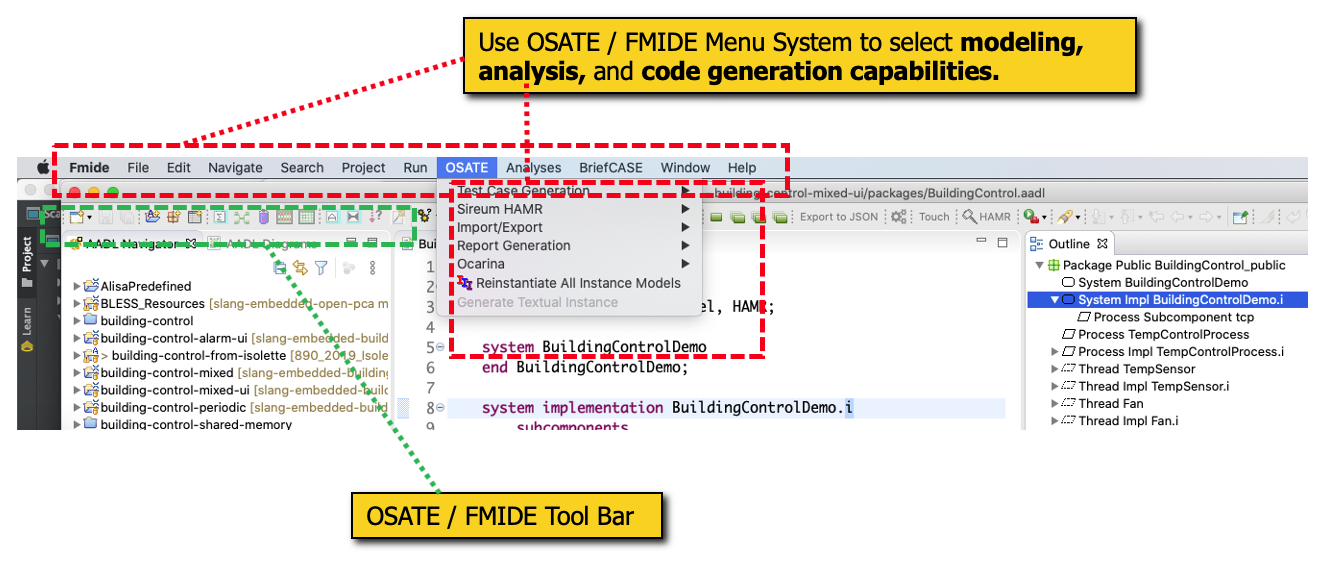 Use OSATE / FMIDE Menu System to select modeling,
analysis, and code generation capabilities.
Fmide File Edit Navigate Search Project Run OSATE Analyses BriefCASE Window Help
building-control-mixed-ui/packages/BuildingControl.aadl
Test Case Generation
Sireum HAMR
Import/Export
Report Generation
Ocarina
Reinstantiate All Instance Models
Generate Textual Instance
Export to JSON Touch HAMR
Project
Learn
AADL Navigator AADL Diagrams
AlisaPredefined
BLESS_Resources [slang-embedded-open-pca m
building-control
building-control-alarm-ui [slang-embedded-build
> building-control-from-isolette [890_2019_Isole
building-control-mixed [slang-embedded-building
building-control-mixed-ui [slang-embedded-build
building-control-periodic [slang-embedded-build
building-control-shared-memory
Bui
1
el, HAMR;
4
5 system BuildingControlDemo
6 end BuildingControlDemo;
7
8 system implementation BuildingControlDemo.i
9 subcomponents
Outline
Package Public BuildingControl_public
System BuildingControlDemo
System Impl BuildingControlDemo.i
Process Subcomponent tcp
Process TempControlProcess
Process Impl TempControlProcess.i
Thread TempSensor
Thread Impl TempSensor.i
Thread Fan
Thread Impl Fan.i
OSATE / FMIDE Tool Bar